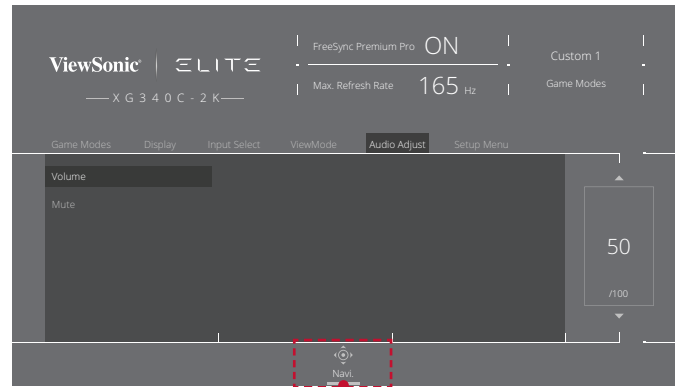 ViewSonic ELITE
XG340C-2K
FreeSync Premium Pro ON
Max. Refresh Rate 165 Hz
Custom 1
Game Modes
Game Modes Display Input Select ViewMode Audio Adjust Setup Menu
Volume
Mute
50
/100
Navi.